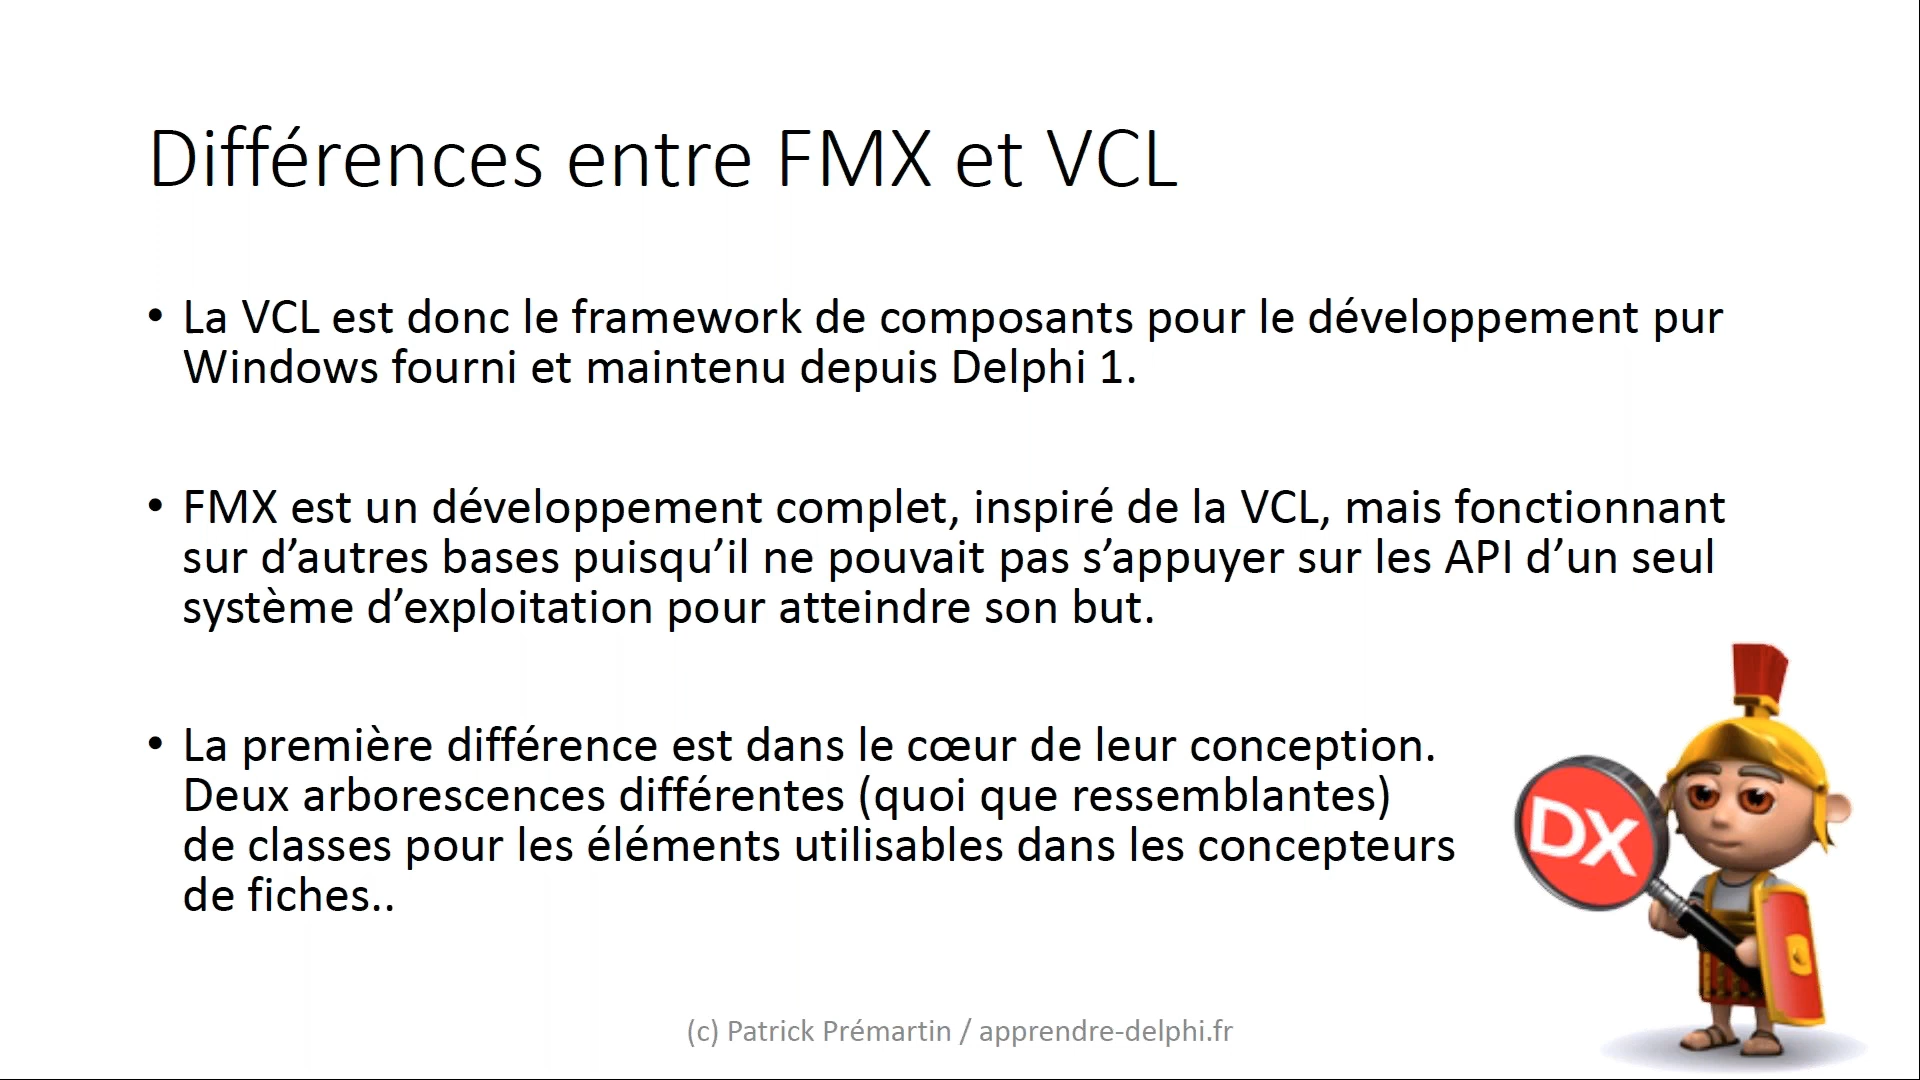 Différences entre FMX et VCL
• La VCL est donc le framework de composants pour le développement pur
Windows fourni et maintenu depuis Delphi 1.
• FMX est un développement complet, inspiré de la VCL, mais fonctionnant
sur d’autres bases puisqu’il ne pouvait pas s’appuyer sur les API d’un seul
système d’exploitation pour atteindre son but.
• La première différence est dans le cœur de leur conception.
Deux arborescences différentes (quoi que ressemblantes)
de classes pour les éléments utilisables dans les concepteurs
de fiches..
DX
(c) Patrick Prémartin / apprendre-delphi.fr